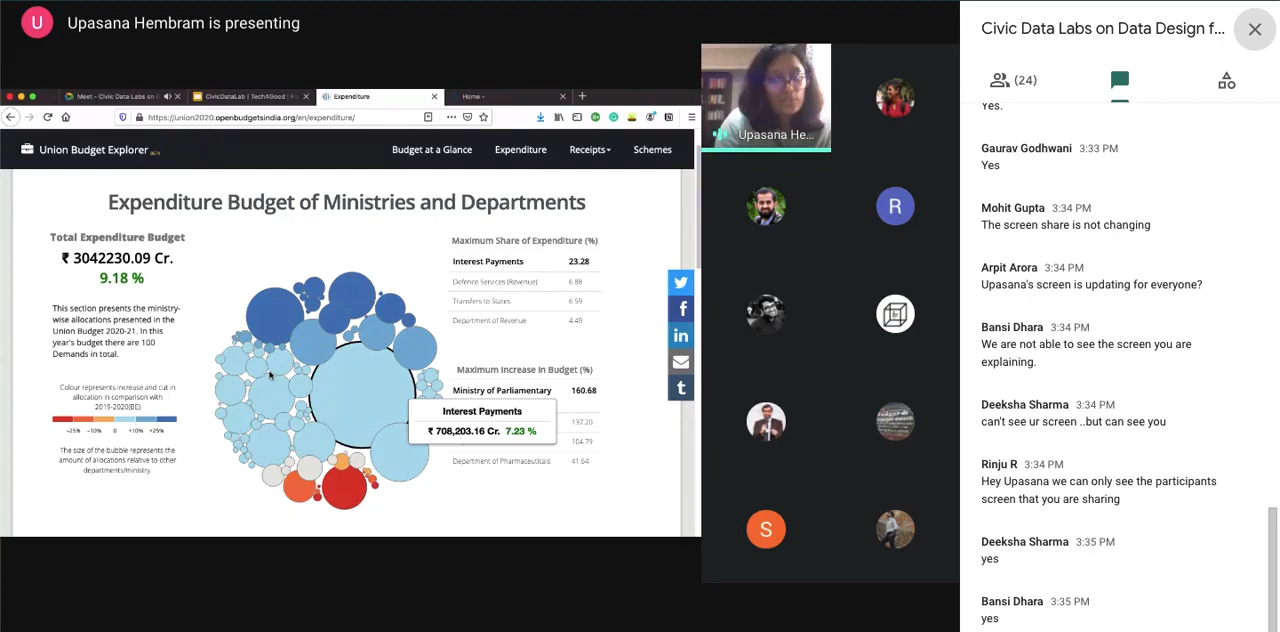 U
Upasana Hembram is presenting
Meet - Civic Data Labs on
CivicDataLab | Tech4Good |
Expenditure
Home -
https://union2020.openbudgetsindia.org/en/expenditure/
Union Budget Explorer BETA
Budget at a Glance
Expenditure
Receipts
Schemes
Expenditure Budget of Ministries and Departments
Total Expenditure Budget
₹ 3042230.09 Cr.
9.18 %
This section presents the ministry-
wise allocations presented in the
Union Budget 2020-21. In this
year's budget there are 100
Demands in total.
Colour represents increase and cut in
allocation in comparison with
2019-2020(BE)
-25% -10% 0 +10% +25%
The size of the bubble represents the
amount of allocations relative to other
departments/ministry.
Maximum Share of Expenditure (%)
Interest Payments 23.28
Defence Services (Revenue) 6.88
Transfers to States 6.59
Department of Revenue 4.49
Maximum Increase in Budget (%)
Ministry of Parliamentary 160.68
137.20
104.79
Department of Pharmaceuticals 41.64
Interest Payments
₹ 708,203.16 Cr. 7.23 %
Upasana He...
R
S
Civic Data Labs on Data Design f...
(24)
Yes.
Gaurav Godhwani 3:33 PM
Yes
Mohit Gupta 3:34 PM
The screen share is not changing
Arpit Arora 3:34 PM
Upasana's screen is updating for everyone?
Bansi Dhara 3:34 PM
We are not able to see the screen you are
explaining.
Deeksha Sharma 3:34 PM
can't see ur screen ..but can see you
Rinju R 3:34 PM
Hey Upasana we can only see the participants
screen that you are sharing
Deeksha Sharma 3:35 PM
yes
Bansi Dhara 3:35 PM
yes